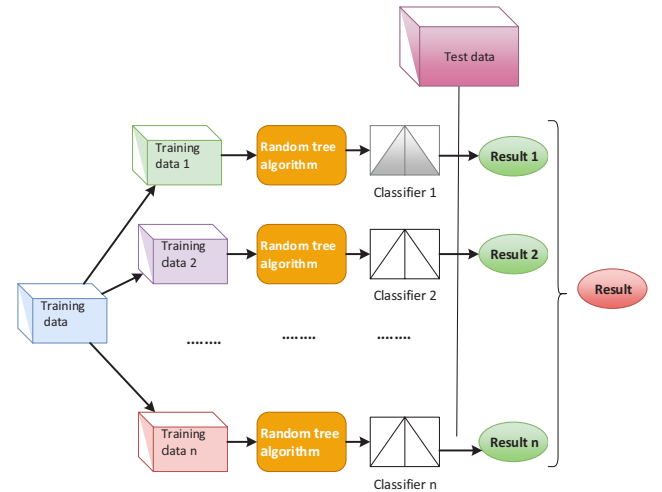 Test data
Training
data 1
Random tree
algorithm
Classifier 1
Result 1
Training
data 2
Random tree
algorithm
Classifier 2
Result 2
Training
data
Result
........ ........ ........
Training
data n
Random tree
algorithm
Classifier n
Result n